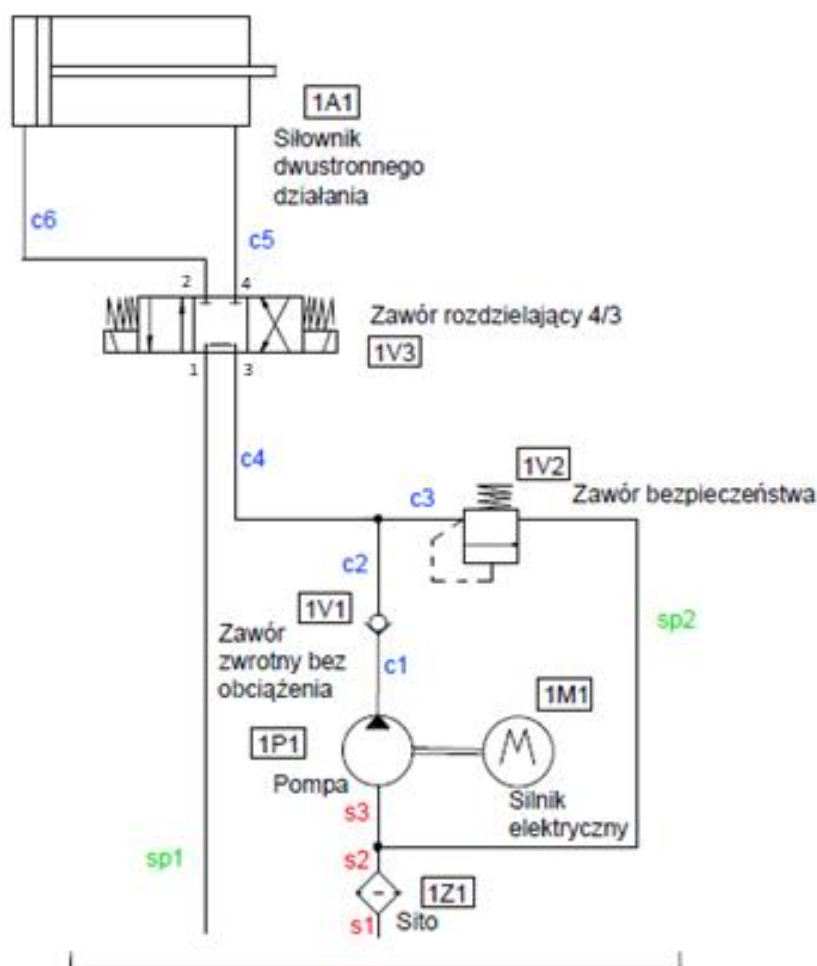 1A1
Siłownik
dwustronnego
działania
c6
c5
2
4
Zawór rozdzielający 4/3
1V3
1
3
c4
1V2
c3
Zawór bezpieczeństwa
c2
1V1
sp2
Zawór
zwrotny bez
obciążenia
c1
1M1
1P1
M
Pompa
Silnik
elektryczny
s3
sp1
s2
1Z1
s1
Sito